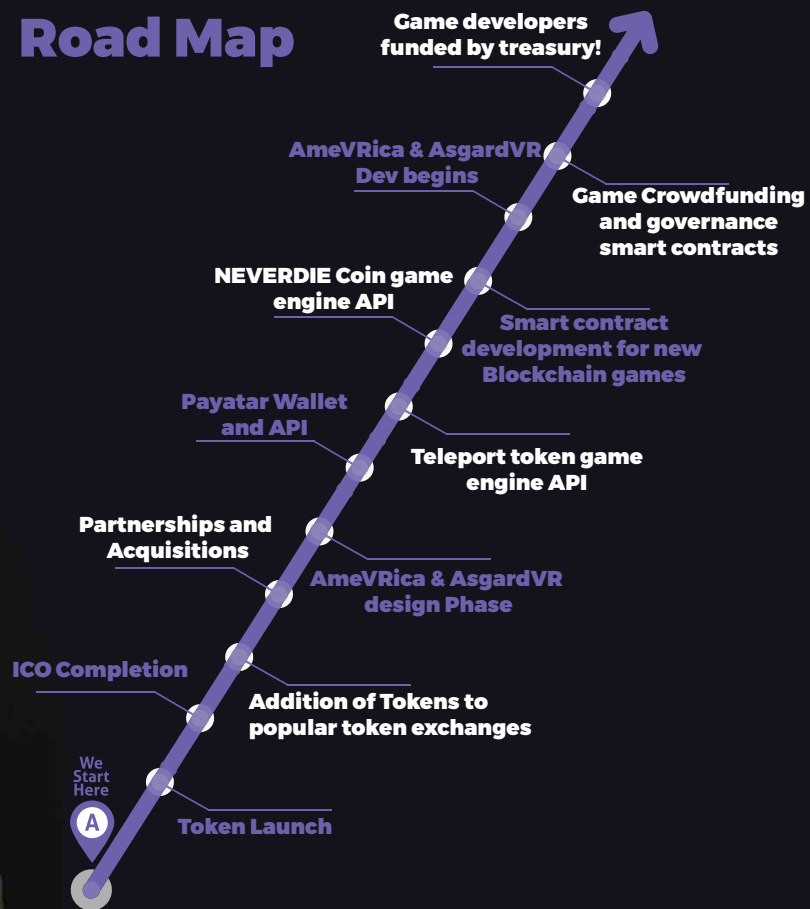 Road Map
Game developers
funded by treasury!
AmeVRica & AsgardVR
Dev begins
Game Crowdfunding
and governance
smart contracts
NEVERDIE Coin game
engine API
Smart contract
development for new
Blockchain games
Payatar Wallet
and API
Teleport token game
engine API
Partnerships and
Acquisitions
AmeVRica & AsgardVR
design Phase
ICO Completion
Addition of Tokens to
popular token exchanges
We
Start
Here
A
Token Launch